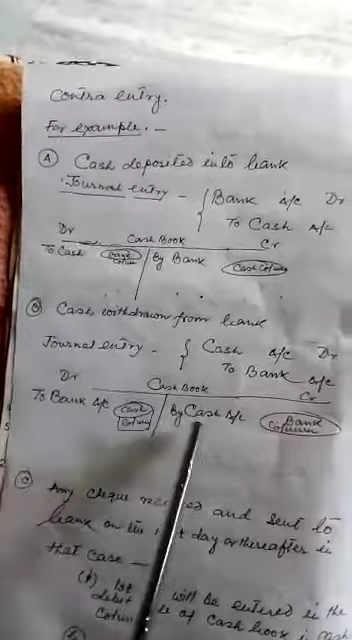 Contra entry.
For example. -
(A) Cash deposited into bank
Journal entry - { Bank a/c Dr
To Cash A/c
Dr Cash Book Cr
To Cash Bank Column By Bank Cash Column
(B) Cash withdrawn from bank
Journal entry - { Cash A/c Dr
To Bank A/c
Dr Cash Book Cr
To Bank A/c Cash Column By Cash A/c Bank Column
(C) Any cheque and sent to
bank on the day or thereafter in
that case -
will be entered in the
debit of cash book